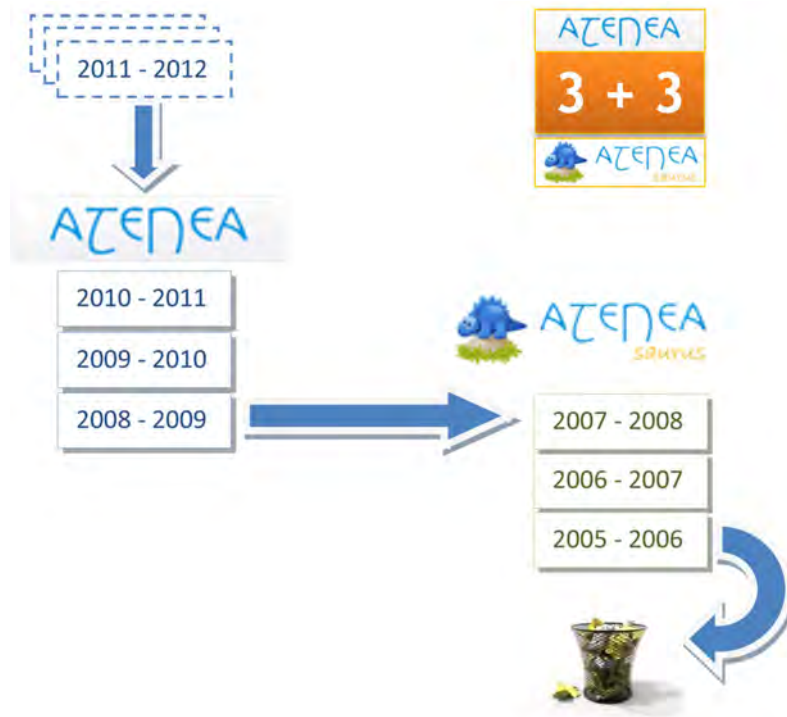 2011 - 2012
ATENEA
3 + 3
ATENEA
saurus
ATENEA
2010 - 2011
2009 - 2010
2008 - 2009
ATENEA
saurus
2007 - 2008
2006 - 2007
2005 - 2006